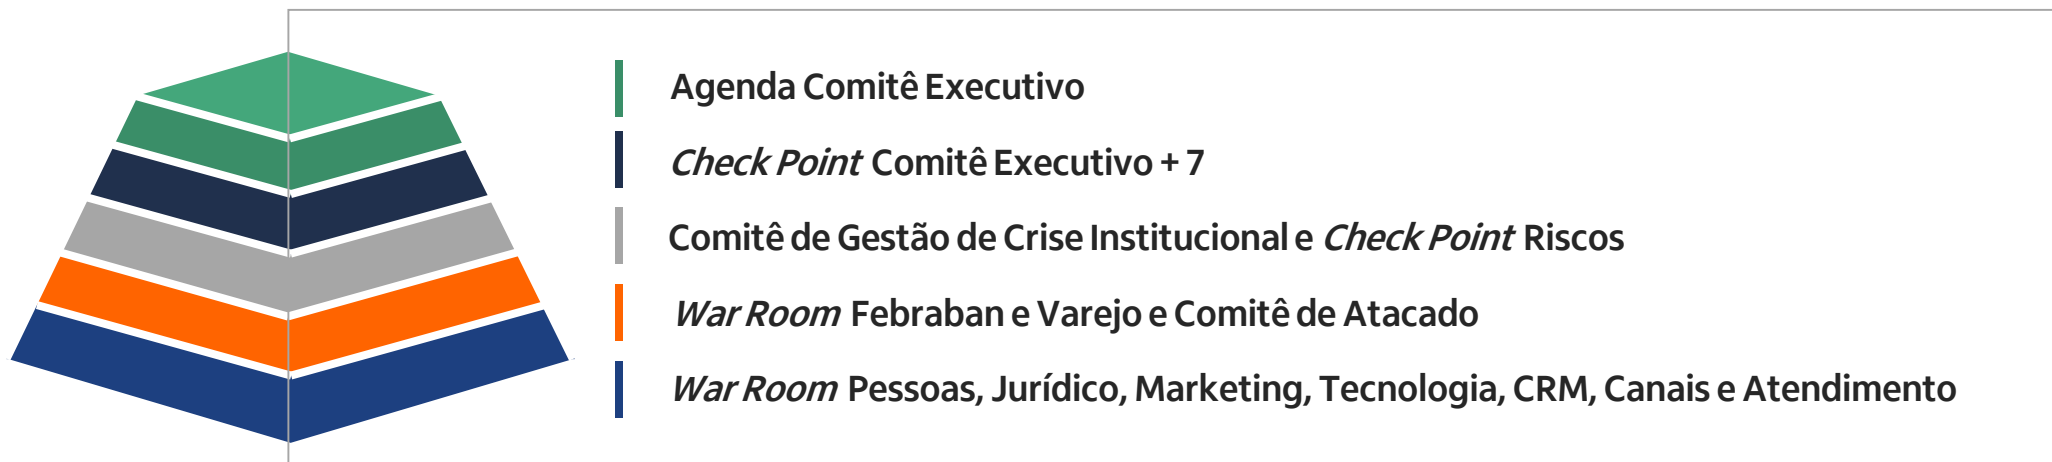 Agenda Comitê Executivo
Check Point Comitê Executivo + 7
Comitê de Gestão de Crise Institucional e Check Point Riscos
War Room Febraban e Varejo e Comitê de Atacado
War Room Pessoas, Jurídico, Marketing, Tecnologia, CRM, Canais e Atendimento